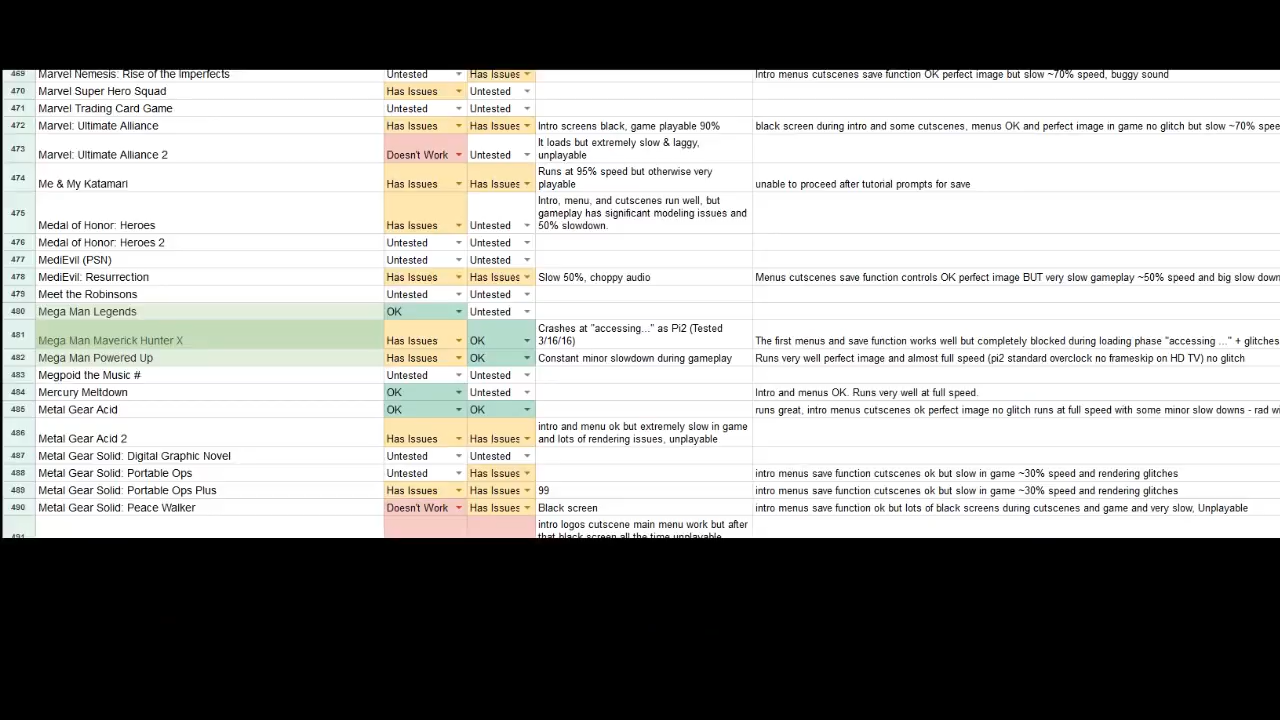 469 Marvel Nemesis: Rise of the Imperfects Untested Has Issues Intro menus cutscenes save function OK perfect image but slow ~70% speed, buggy sound
470 Marvel Super Hero Squad Has Issues Untested
471 Marvel Trading Card Game Untested Untested
472 Marvel: Ultimate Alliance Has Issues Has Issues Intro screens black, game playable 90% black screen during intro and some cutscenes, menus OK and perfect image in game no glitch but slow ~70% spee
473 It loads but extremely slow & laggy,
Marvel: Ultimate Alliance 2 Doesn't Work Untested unplayable
474 Runs at 95% speed but otherwise very
Me & My Katamari Has Issues Has Issues playable unable to proceed after tutorial prompts for save
Intro, menu, and cutscenes run well, but
475 gameplay has significant modeling issues and
Medal of Honor: Heroes Has Issues Untested 50% slowdown.
476 Medal of Honor: Heroes 2 Untested Untested
477 MediEvil (PSN) Untested Untested
478 MediEvil: Resurrection Has Issues Has Issues Slow 50%, choppy audio Menus cutscenes save function controls OK perfect image BUT very slow gameplay ~50% speed and big slow down
479 Meet the Robinsons Untested Untested
480 Mega Man Legends OK Untested
481 Crashes at "accessing..." as Pi2 (Tested
Mega Man Maverick Hunter X Has Issues OK 3/16/16) The first menus and save function works well but completely blocked during loading phase "accessing ..." + glitches
482 Mega Man Powered Up Has Issues OK Constant minor slowdown during gameplay Runs very well perfect image and almost full speed (pi2 standard overclock no frameskip on HD TV) no glitch
483 Megpoid the Music # Untested Untested
484 Mercury Meltdown OK Untested Intro and menus OK. Runs very well at full speed.
485 Metal Gear Acid OK OK runs great, intro menus cutscenes ok perfect image no glitch runs at full speed with some minor slow downs - rad wi
486 intro and menu ok but extremely slow in game
Metal Gear Acid 2 Has Issues Has Issues and lots of rendering issues, unplayable
487 Metal Gear Solid: Digital Graphic Novel Untested Untested
488 Metal Gear Solid: Portable Ops Untested Has Issues intro menus save function cutscenes ok but slow in game ~30% speed and rendering glitches
489 Metal Gear Solid: Portable Ops Plus Has Issues Has Issues 99 intro menus save function cutscenes ok but slow in game ~30% speed and rendering glitches
490 Metal Gear Solid: Peace Walker Doesn't Work Has Issues Black screen intro menus save function ok but lots of black screens during cutscenes and game and very slow, Unplayable
intro logos cutscene main menu work but after
491 that black screen all the time unplayable